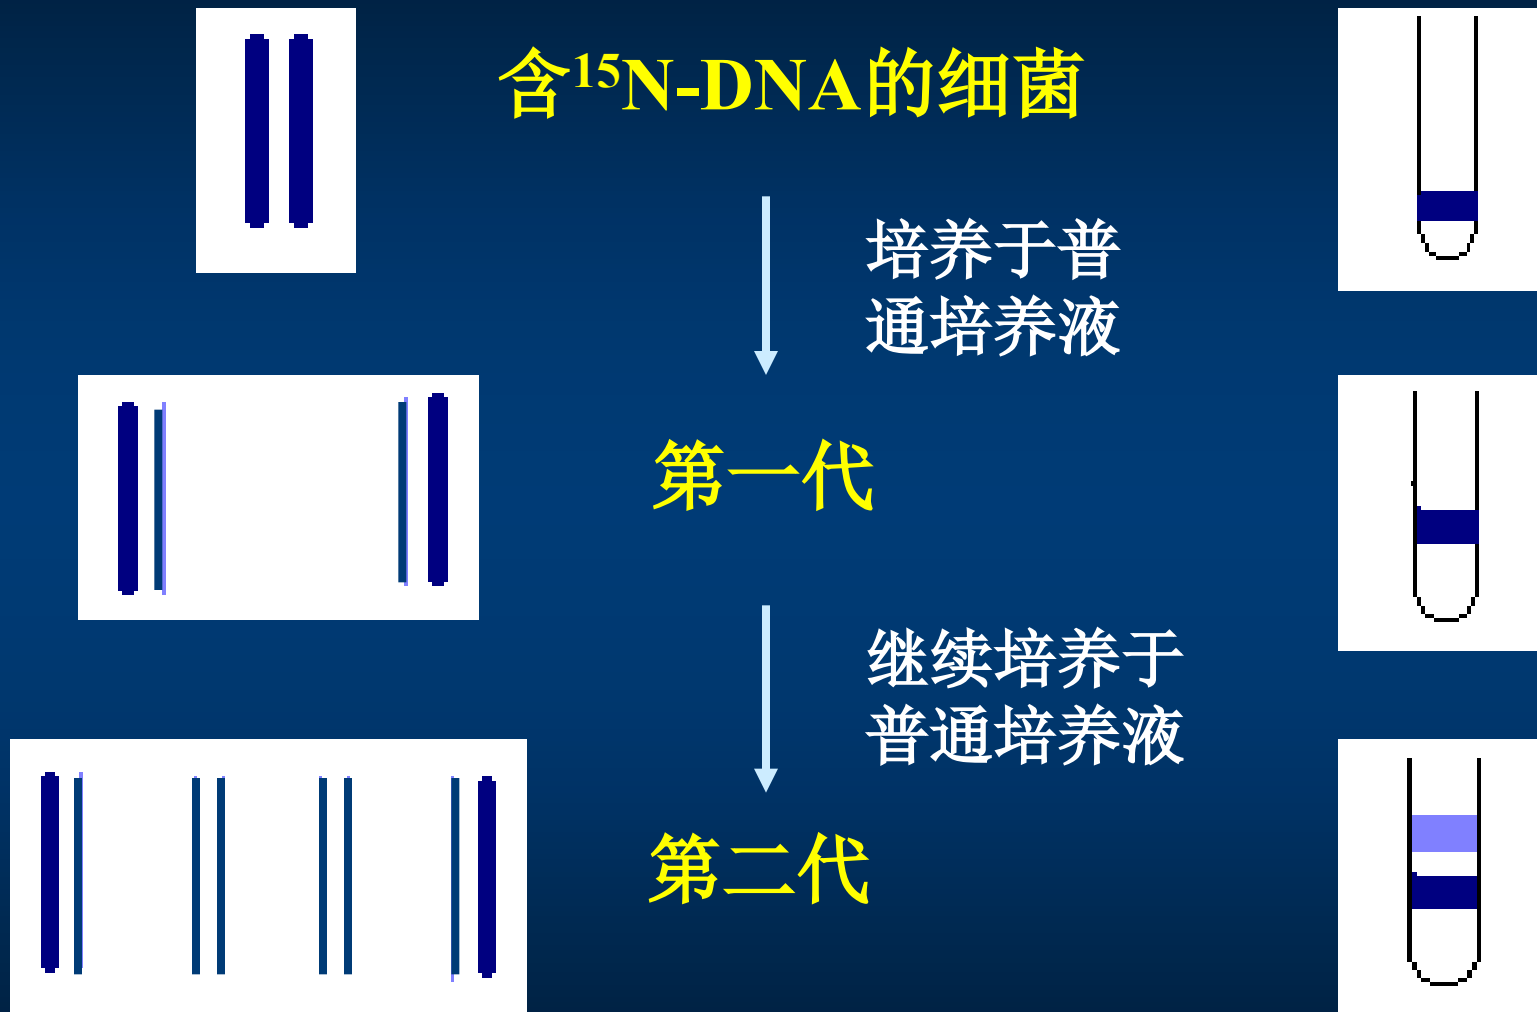 含¹⁵N-DNA的细菌
培养于普
通培养液
第一代
继续培养于
普通培养液
第二代